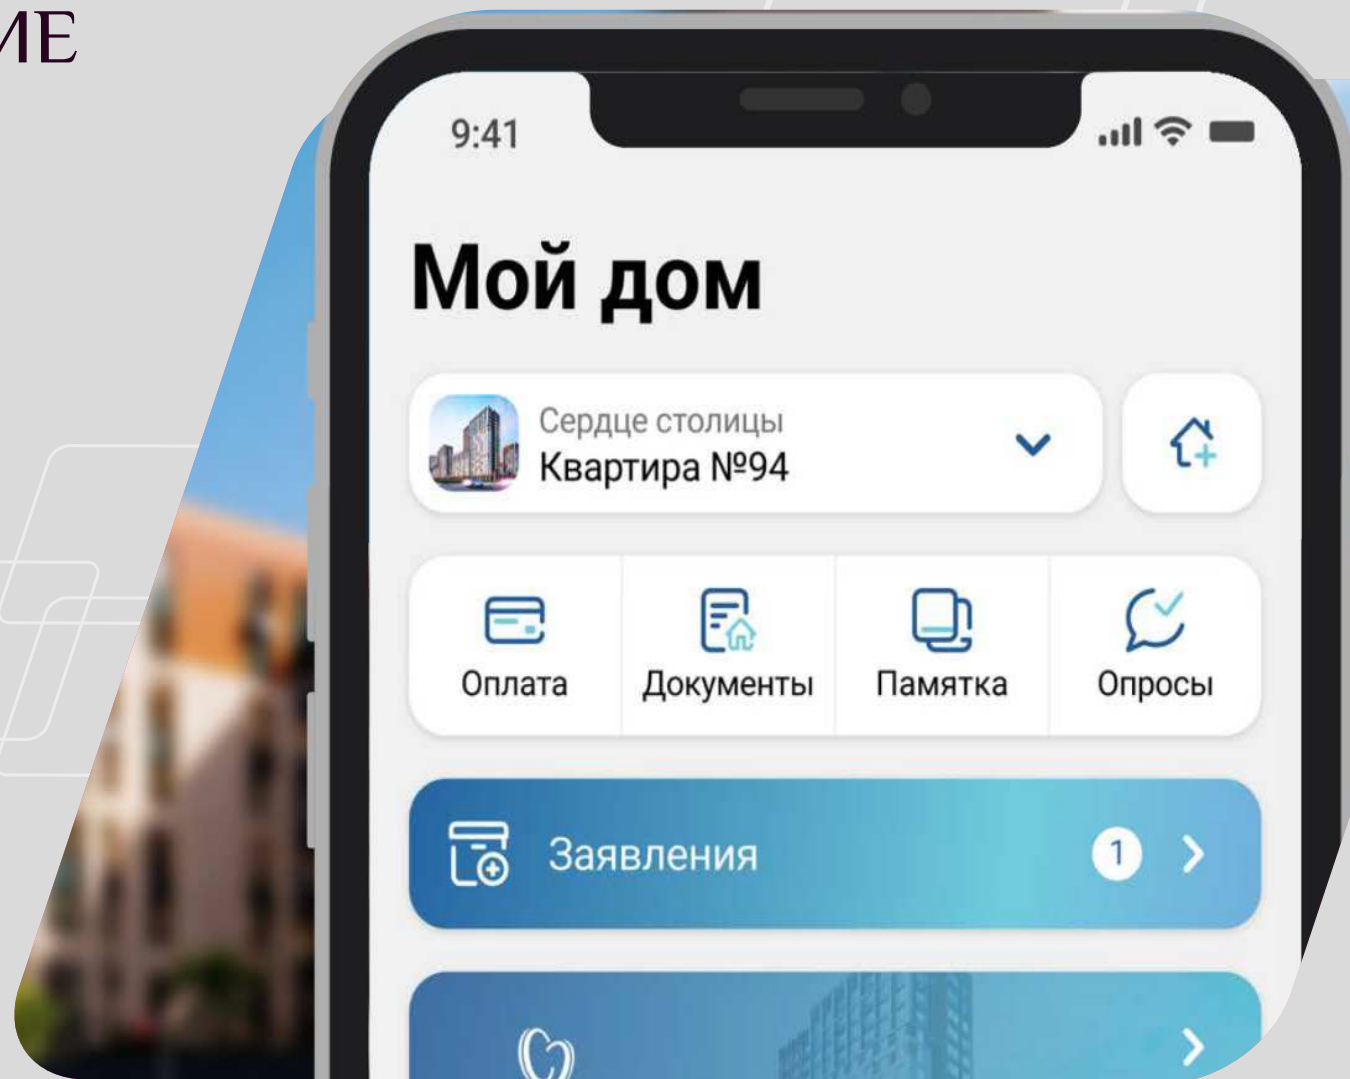 9:41
Мой дом
Сердце столицы
Квартира №94
Оплата
Документы
Памятка
Опросы
Заявления
1